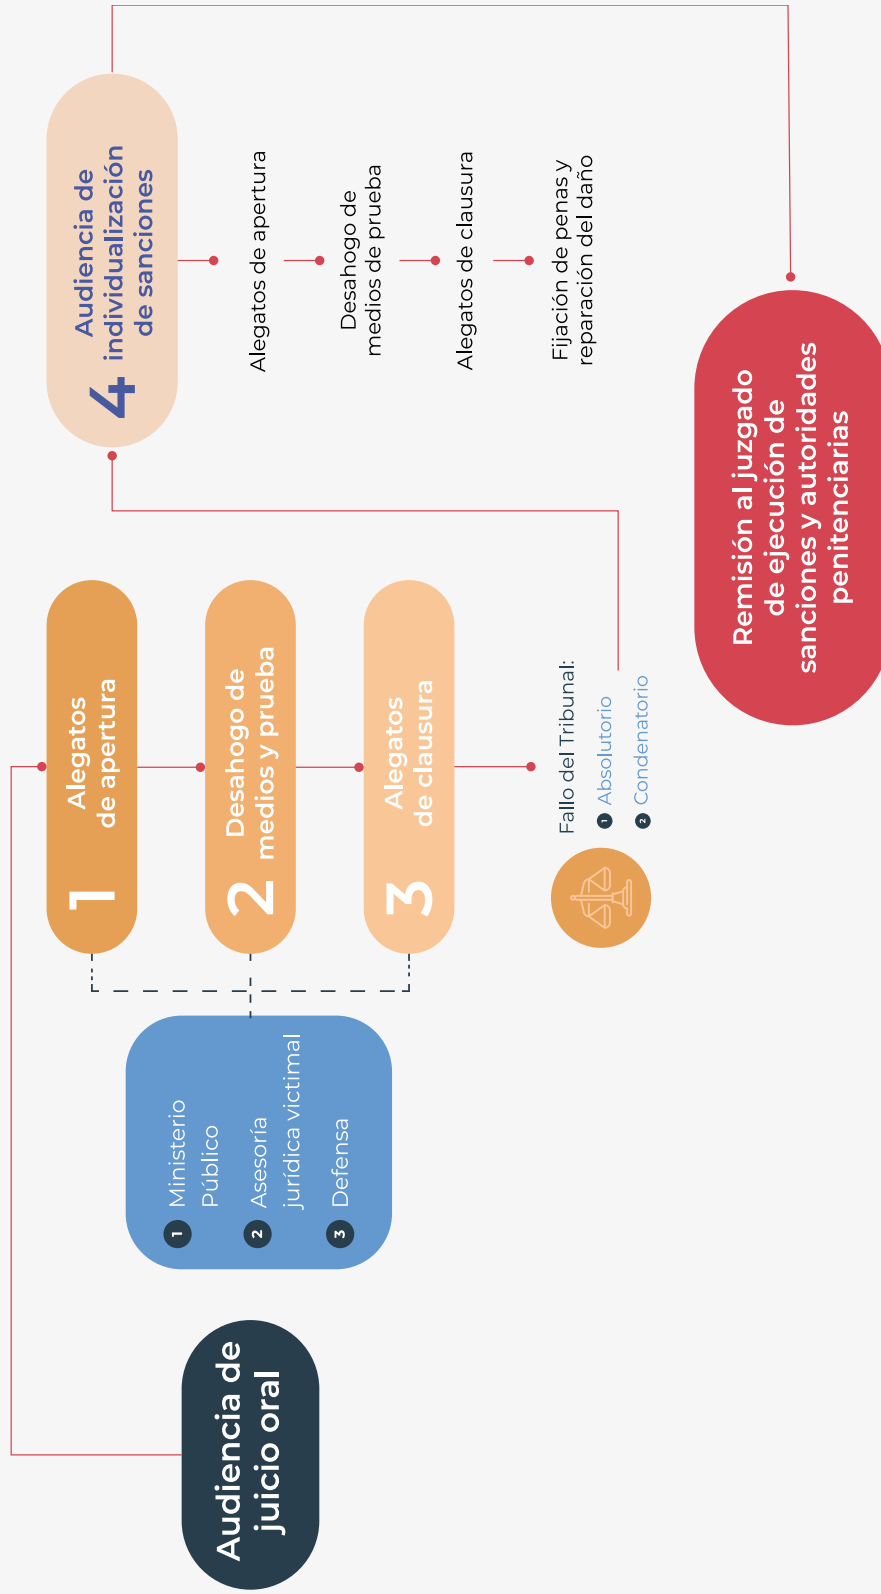 Audiencia de
juicio oral
1 Ministerio
Público
2 Asesoría
jurídica victimal
3 Defensa
1 Alegatos
de apertura
2 Desahogo de
medios y prueba
3 Alegatos
de clausura
Fallo del Tribunal:
1 Absolutorio
2 Condenatorio
4 Audiencia de
individualización
de sanciones
Alegatos de apertura
Desahogo de
medios de prueba
Alegatos de clausura
Fijación de penas y
reparación del daño
Remisión al juzgado
de ejecución de
sanciones y autoridades
penitenciarias